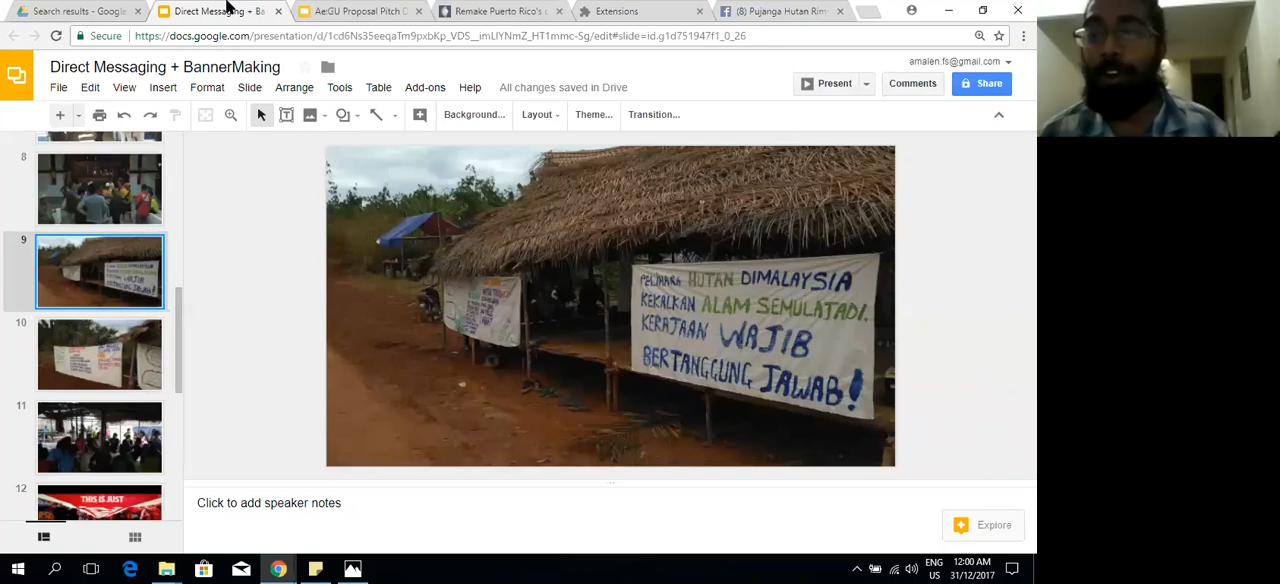 Search results - Google
Direct Messaging + Ba
Ae:GU Proposal Pitch D
Remake Puerto Rico's
Extensions
(8) Pujanga Hutan Rim
Secure
https://docs.google.com/presentation/d/1cd6Ns35eeqaTm9pxbKp_VDS__imLlYNmZ_HT1mmc-Sg/edit#slide=id.g1d751947f1_0_26
Direct Messaging + BannerMaking
amalen.fs@gmail.com
File Edit View Insert Format Slide Arrange Tools Table Add-ons Help All changes saved in Drive
Present Comments Share
Background... Layout Theme... Transition...
8
9
10
11
12
THIS IS JUST
PELIHARA HUTAN DIMALAYSIA
KEKALKAN ALAM SEMULAJADI.
KERAJAAN WAJIB
BERTANGGUNG JAWAB!
Click to add speaker notes
Explore
ENG
US
12:00 AM
31/12/2017